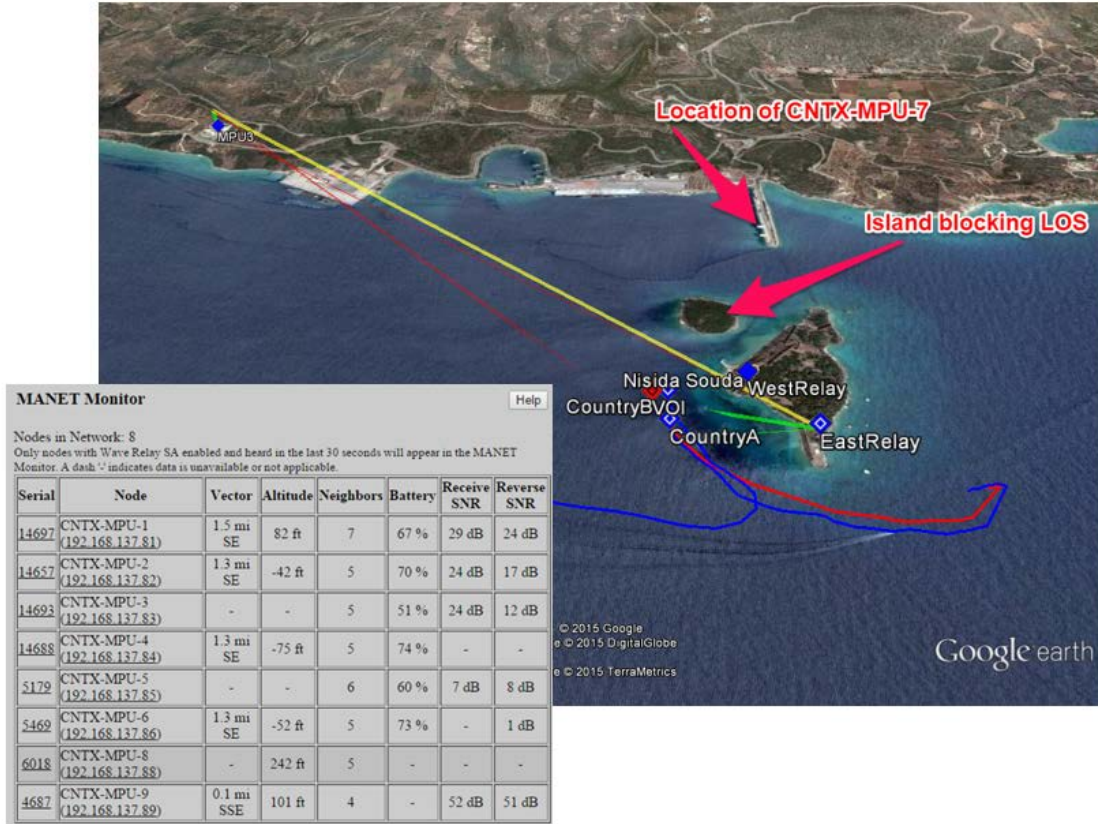 Location of CNTX-MPU-7
MPU3
Island blocking LOS
Nisida Souda
WestRelay
CountryB
VOI
CountryA
EastRelay
© 2015 Google
e © 2015 DigitalGlobe
e © 2015 TerraMetrics
Google earth
MANET Monitor
Help
Nodes in Network: 8
Only nodes with Wave Relay SA enabled and heard in the last 30 seconds will appear in the MANET
Monitor. A dash '-' indicates data is unavailable or not applicable.
Serial Node Vector Altitude Neighbors Battery Receive SNR Reverse SNR
14697 CNTX-MPU-1 (192.168.137.81) 1.5 mi SE 82 ft 7 67 % 29 dB 24 dB
14657 CNTX-MPU-2 (192.168.137.82) 1.3 mi SE -42 ft 5 70 % 24 dB 17 dB
14693 CNTX-MPU-3 (192.168.137.83) - - 5 51 % 24 dB 12 dB
14688 CNTX-MPU-4 (192.168.137.84) 1.3 mi SE -75 ft 5 74 % - -
5179 CNTX-MPU-5 (192.168.137.85) - - 6 60 % 7 dB 8 dB
5469 CNTX-MPU-6 (192.168.137.86) 1.3 mi SE -52 ft 5 73 % - 1 dB
6018 CNTX-MPU-8 (192.168.137.88) - 242 ft 5 - - -
4687 CNTX-MPU-9 (192.168.137.89) 0.1 mi SSE 101 ft 4 - 52 dB 51 dB